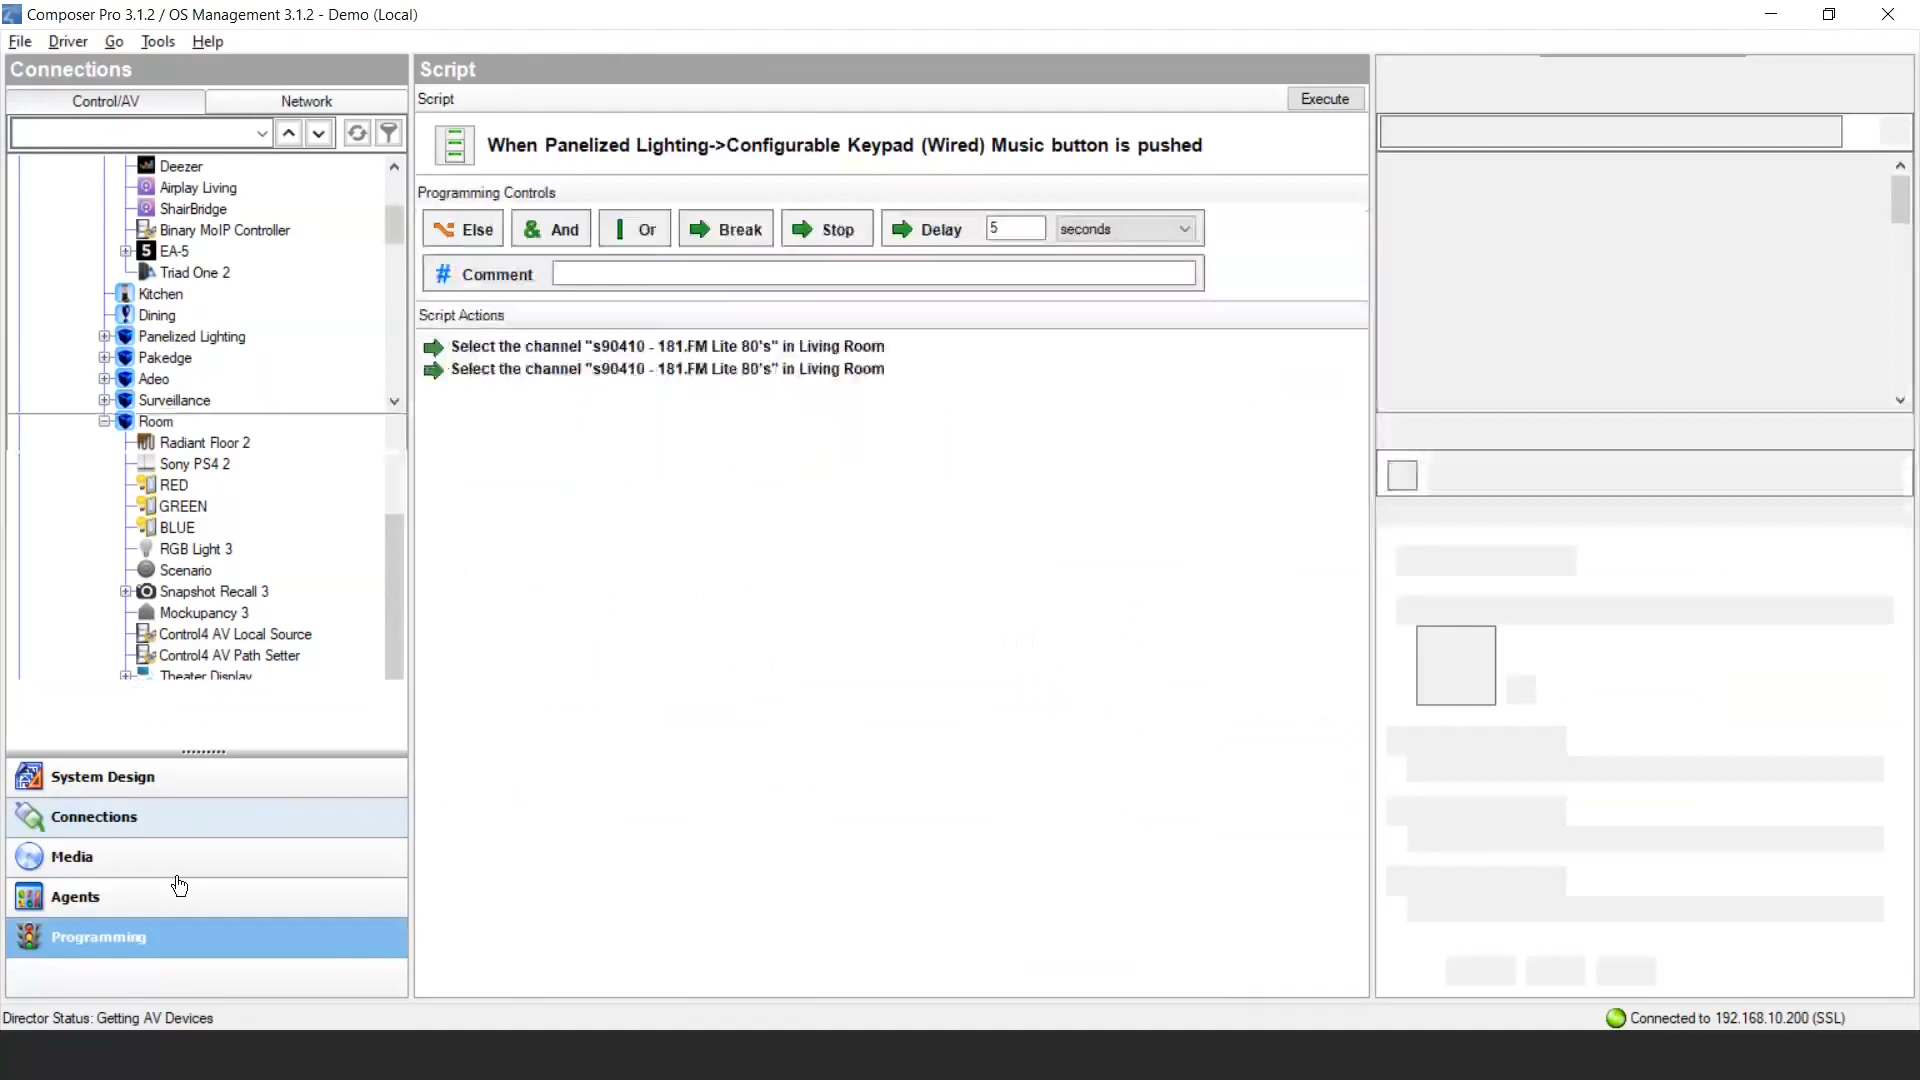 Composer Pro 3.1.2 / OS Management 3.1.2 - Demo (Local)
File Driver Go Tools Help
Connections
Control/AV Network
Deezer
Airplay Living
ShairBridge
Binary MoIP Controller
EA-5
Triad One 2
Kitchen
Dining
Panelized Lighting
Pakedge
Adeo
Surveillance
Room
Radiant Floor 2
Sony PS4 2
RED
GREEN
BLUE
RGB Light 3
Scenario
Snapshot Recall 3
Mockupancy 3
Control4 AV Local Source
Control4 AV Path Setter
Theater Display
System Design
Connections
Media
Agents
Programming
Script
Script Execute
When Panelized Lighting->Configurable Keypad (Wired) Music button is pushed
Programming Controls
Else & And Or Break Stop Delay 5 seconds
# Comment
Script Actions
Select the channel "s90410 - 181.FM Lite 80's" in Living Room
Select the channel "s90410 - 181.FM Lite 80's" in Living Room
Director Status: Getting AV Devices
Connected to 192.168.10.200 (SSL)